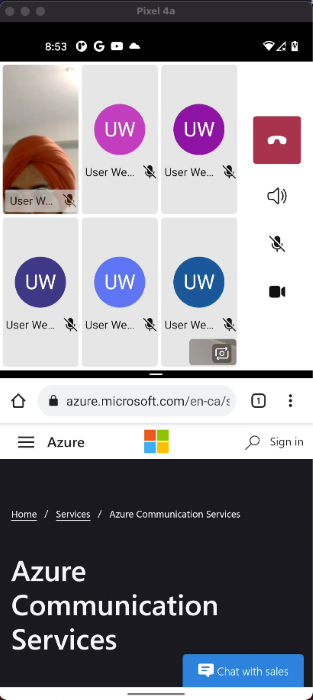 Pixel 4a
8:53
UW
UW
User W...
User We...
User We...
UW
UW
UW
User We...
User We...
User We...
azure.microsoft.com/en-ca/s
1
Azure
Sign in
Home / Services / Azure Communication Services
Azure
Communication
Services
Chat with sales